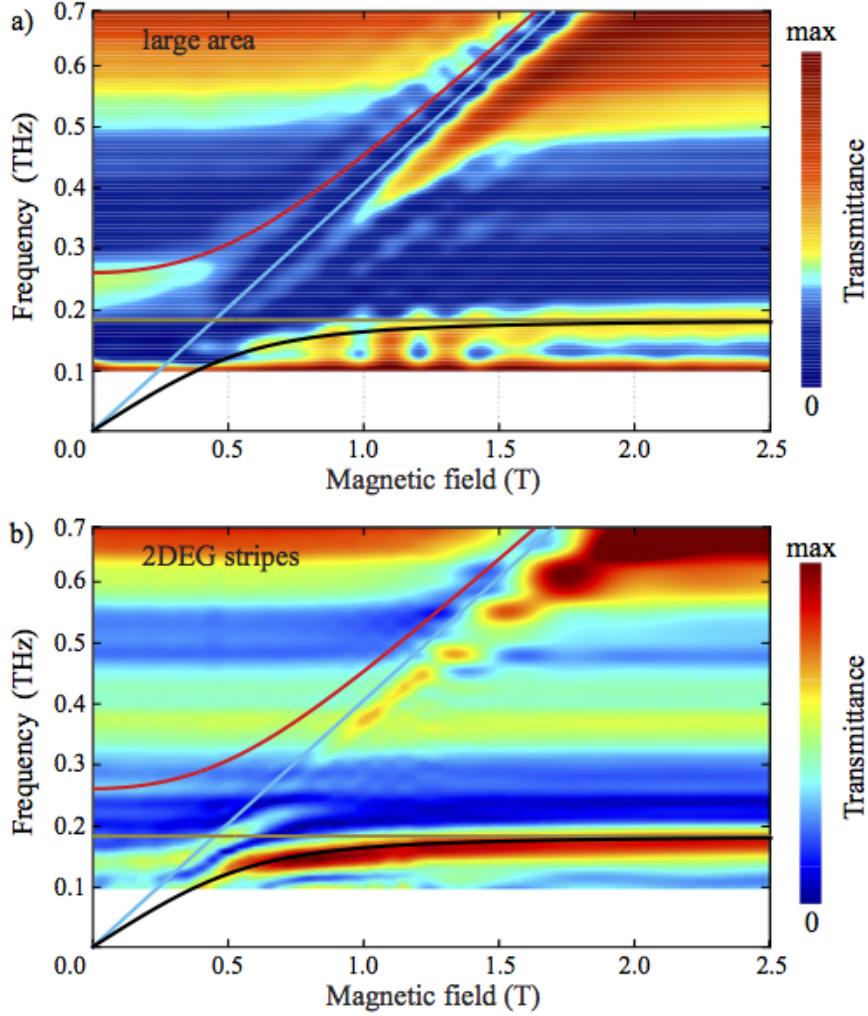 a)
large area
0.7
0.6
0.5
0.4
0.3
0.2
0.1
0.0
0.5
1.0
1.5
2.0
2.5
Frequency (THz)
Magnetic field (T)
max
Transmittance
0
b)
2DEG stripes
0.7
0.6
0.5
0.4
0.3
0.2
0.1
0.0
0.5
1.0
1.5
2.0
2.5
Frequency (THz)
Magnetic field (T)
max
Transmittance
0